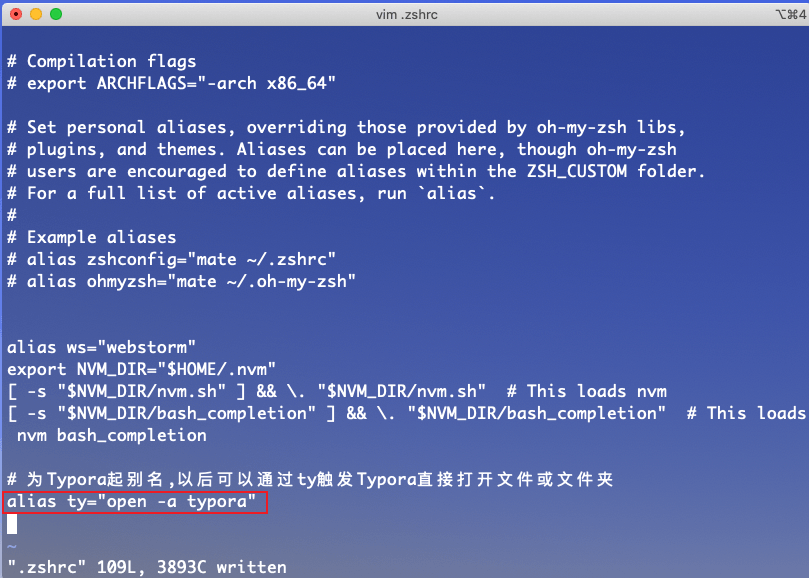 vim .zshrc
⌥⌘4
# Compilation flags
# export ARCHFLAGS="-arch x86_64"
# Set personal aliases, overriding those provided by oh-my-zsh libs,
# plugins, and themes. Aliases can be placed here, though oh-my-zsh
# users are encouraged to define aliases within the ZSH_CUSTOM folder.
# For a full list of active aliases, run `alias`.
#
# Example aliases
# alias zshconfig="mate ~/.zshrc"
# alias ohmyzsh="mate ~/.oh-my-zsh"
alias ws="webstorm"
export NVM_DIR="$HOME/.nvm"
[ -s "$NVM_DIR/nvm.sh" ] && \. "$NVM_DIR/nvm.sh"  # This loads nvm
[ -s "$NVM_DIR/bash_completion" ] && \. "$NVM_DIR/bash_completion"  # This loads
 nvm bash_completion
# 为Typora起别名,以后可以通过ty触发Typora直接打开文件或文件夹
alias ty="open -a typora"
~
".zshrc" 109L, 3893C written